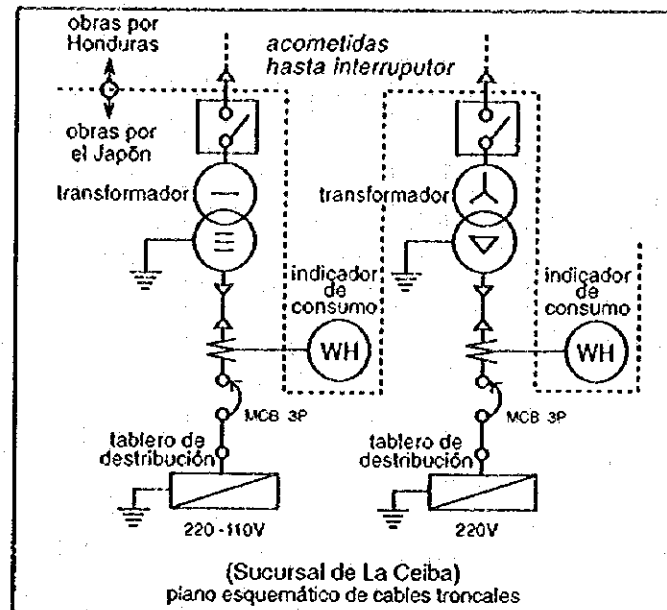 obras por
Honduras
acometidas
hasta interruputor
obras por
el Japón
transformador
transformador
indicador
de
consumo
indicador
de
consumo
WH
WH
MCB 3P
MCB 3P
tablero de
destribución
tablero de
destribución
220-110V
220V
(Sucursal de La Ceiba)
plano esquemático de cables troncales